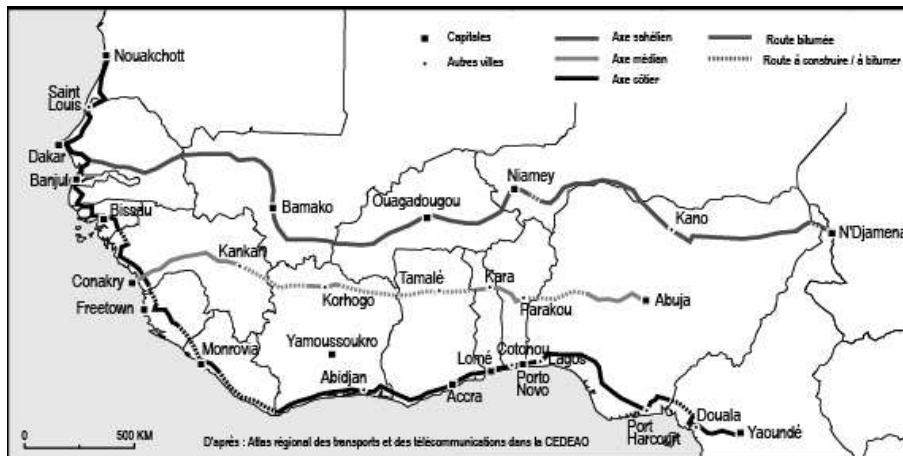 Capitales
Autres villes
Axe sahélien
Axe médien
Axe côtier
Route bitumée
Route à construire / à bitumer
Nouakchott
Saint
Louis
Dakar
Banjul
Bissau
Bamako
Ouagadougou
Niamey
Kano
N'Djamena
Kankan
Conakry
Freetown
Korhogo
Tamalé
Kara
Parakou
Abuja
Monrovia
Yamoussoukro
Abidjan
Accra
Lomé
Cotonou
Porto
Novo
Lagos
Port
Harcourt
Douala
Yaoundé
0
500 KM
D'après : Atlas régional des transports et des télécommunications dans la CEDEAO